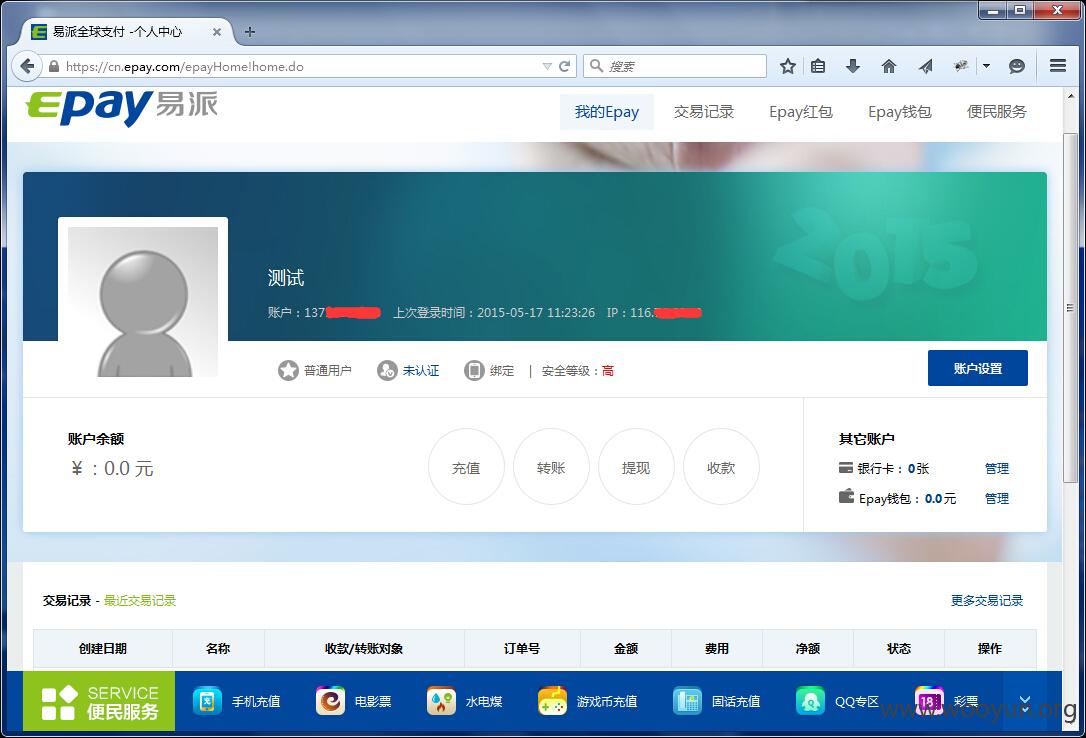 易派全球支付 -个人中心
https://cn.epay.com/epayHome!home.do
搜索
Epay易派
我的Epay 交易记录 Epay红包 Epay钱包 便民服务
2015
测试
账户：137 上次登录时间：2015-05-17 11:23:26 IP：116.
普通用户 未认证 绑定 | 安全等级：高
账户设置
账户余额
￥：0.0 元
充值 转账 提现 收款
其它账户
银行卡：0张 管理
Epay钱包：0.0元 管理
交易记录 - 最近交易记录 更多交易记录
创建日期 名称 收款/转账对象 订单号 金额 费用 净额 状态 操作
SERVICE
便民服务
手机充值 电影票 水电煤 游戏币充值 固话充值 QQ专区 彩票
www.wooyun.org